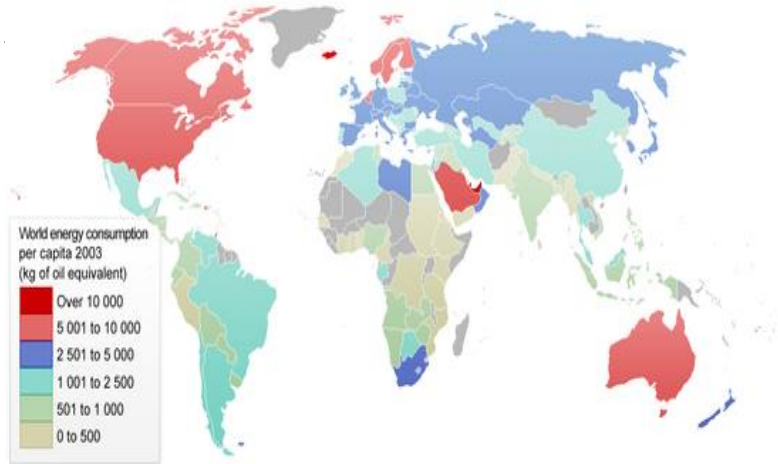 World energy consumption
per capita 2003
(kg of oil equivalent)
Over 10 000
5 001 to 10 000
2 501 to 5 000
1 001 to 2 500
501 to 1 000
0 to 500